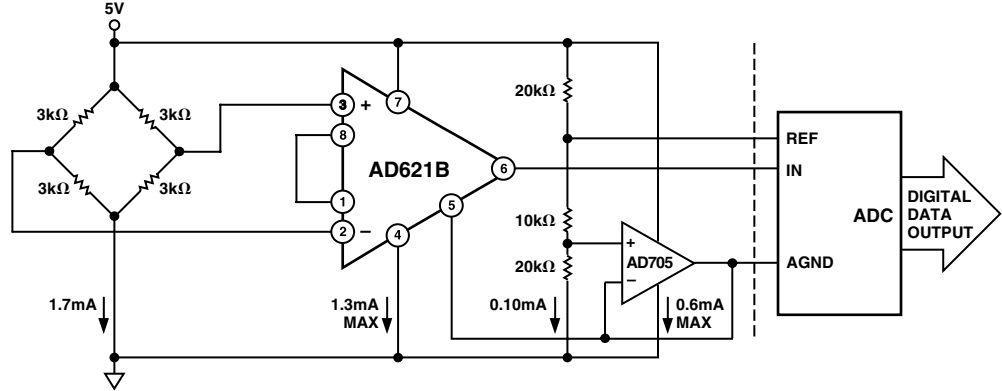 5V
3kΩ
3kΩ
3kΩ
3kΩ
1.7mA
3
+
8
1
2
–
7
AD621B
6
5
4
1.3mA
MAX
20kΩ
10kΩ
20kΩ
0.10mA
+
AD705
–
0.6mA
MAX
REF
IN
ADC
AGND
DIGITAL
DATA
OUTPUT